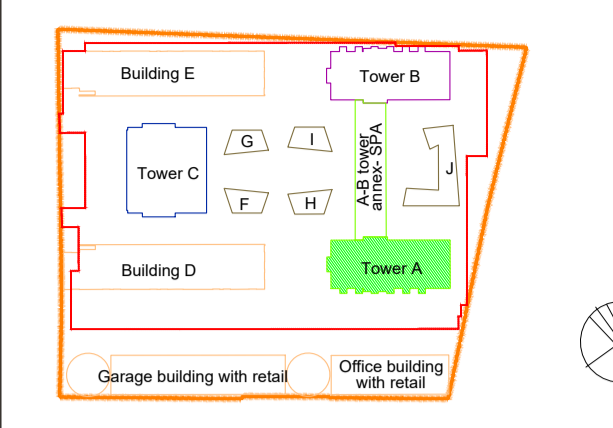 Building E
Tower B
G
I
A-B tower
annex- SPA
J
Tower C
F
H
Building D
Tower A
Garage building with retail
Office building
with retail